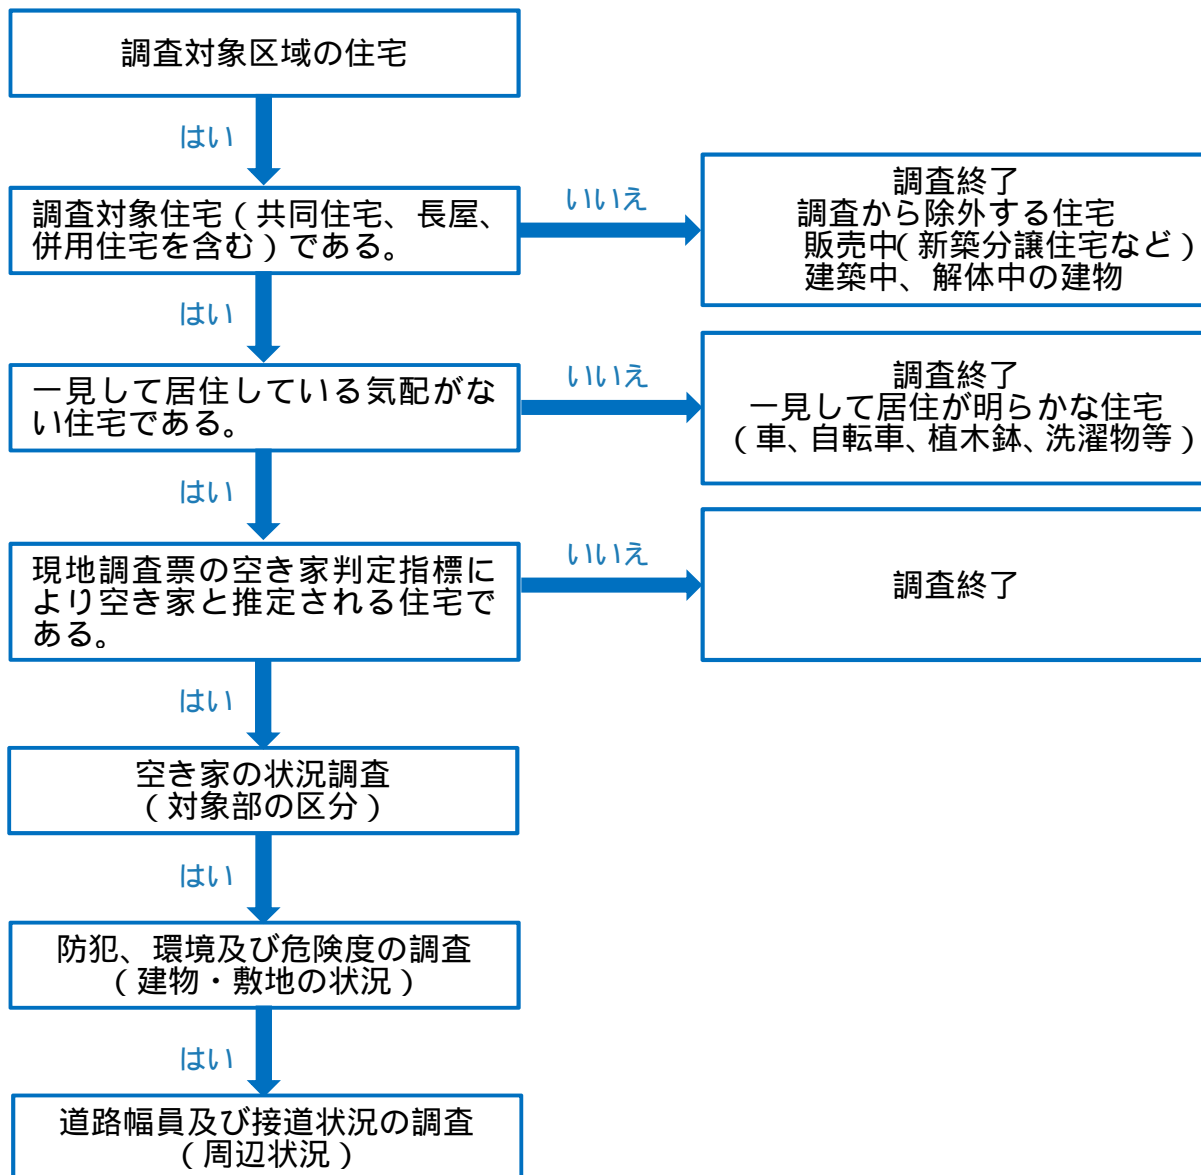 調査対象区域の住宅
はい
調査対象住宅(共同住宅、長屋、
併用住宅を含む)である。
いいえ
調査終了
調査から除外する住宅
販売中(新築分譲住宅など)
建築中、解体中の建物
はい
一見して居住している気配がな
い住宅である。
いいえ
調査終了
一見して居住が明らかな住宅
(車、自転車、植木鉢、洗濯物等)
はい
現地調査票の空き家判定指標に
より空き家と推定される住宅で
ある。
いいえ
調査終了
はい
空き家の状況調査
(対象部の区分)
はい
防犯、環境及び危険度の調査
(建物・敷地の状況)
はい
道路幅員及び接道状況の調査
(周辺状況)